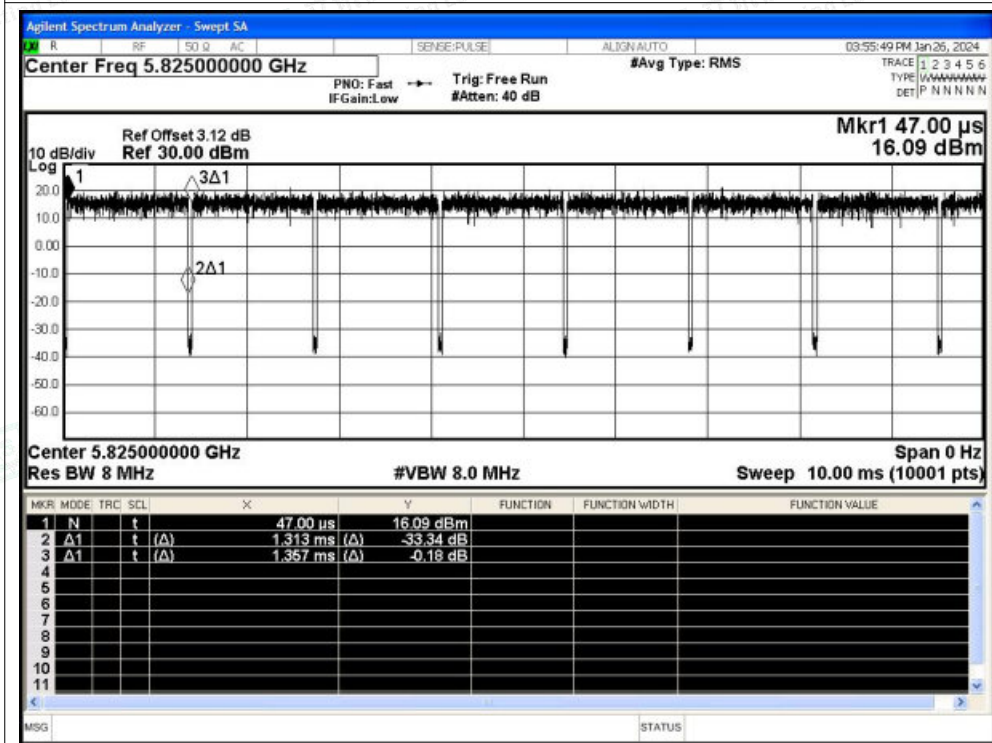 Agilent Spectrum Analyzer - Swept SA
LXI R RF 50 Ω AC SENSE:PULSE ALIGN AUTO 03:55:49 PM Jan 26, 2024
Center Freq 5.825000000 GHz #Avg Type: RMS TRACE 1 2 3 4 5 6
PNO: Fast Trig: Free Run TYPE WWWWWW
IFGain:Low #Atten: 40 dB DET P N N N N N
Ref Offset 3.12 dB Mkr1 47.00 µs
10 dB/div Ref 30.00 dBm 16.09 dBm
Log
1 3Δ1
20.0
10.0
0.00
2Δ1
-10.0
-20.0
-30.0
-40.0
-50.0
-60.0
Center 5.825000000 GHz Span 0 Hz
Res BW 8 MHz #VBW 8.0 MHz Sweep 10.00 ms (10001 pts)
MKR MODE TRC SCL X Y FUNCTION FUNCTION WIDTH FUNCTION VALUE
1 N t 47.00 µs 16.09 dBm
2 Δ1 t (Δ) 1.313 ms (Δ) -33.34 dB
3 Δ1 t (Δ) 1.357 ms (Δ) -0.18 dB
4
5
6
7
8
9
10
11
MSG STATUS